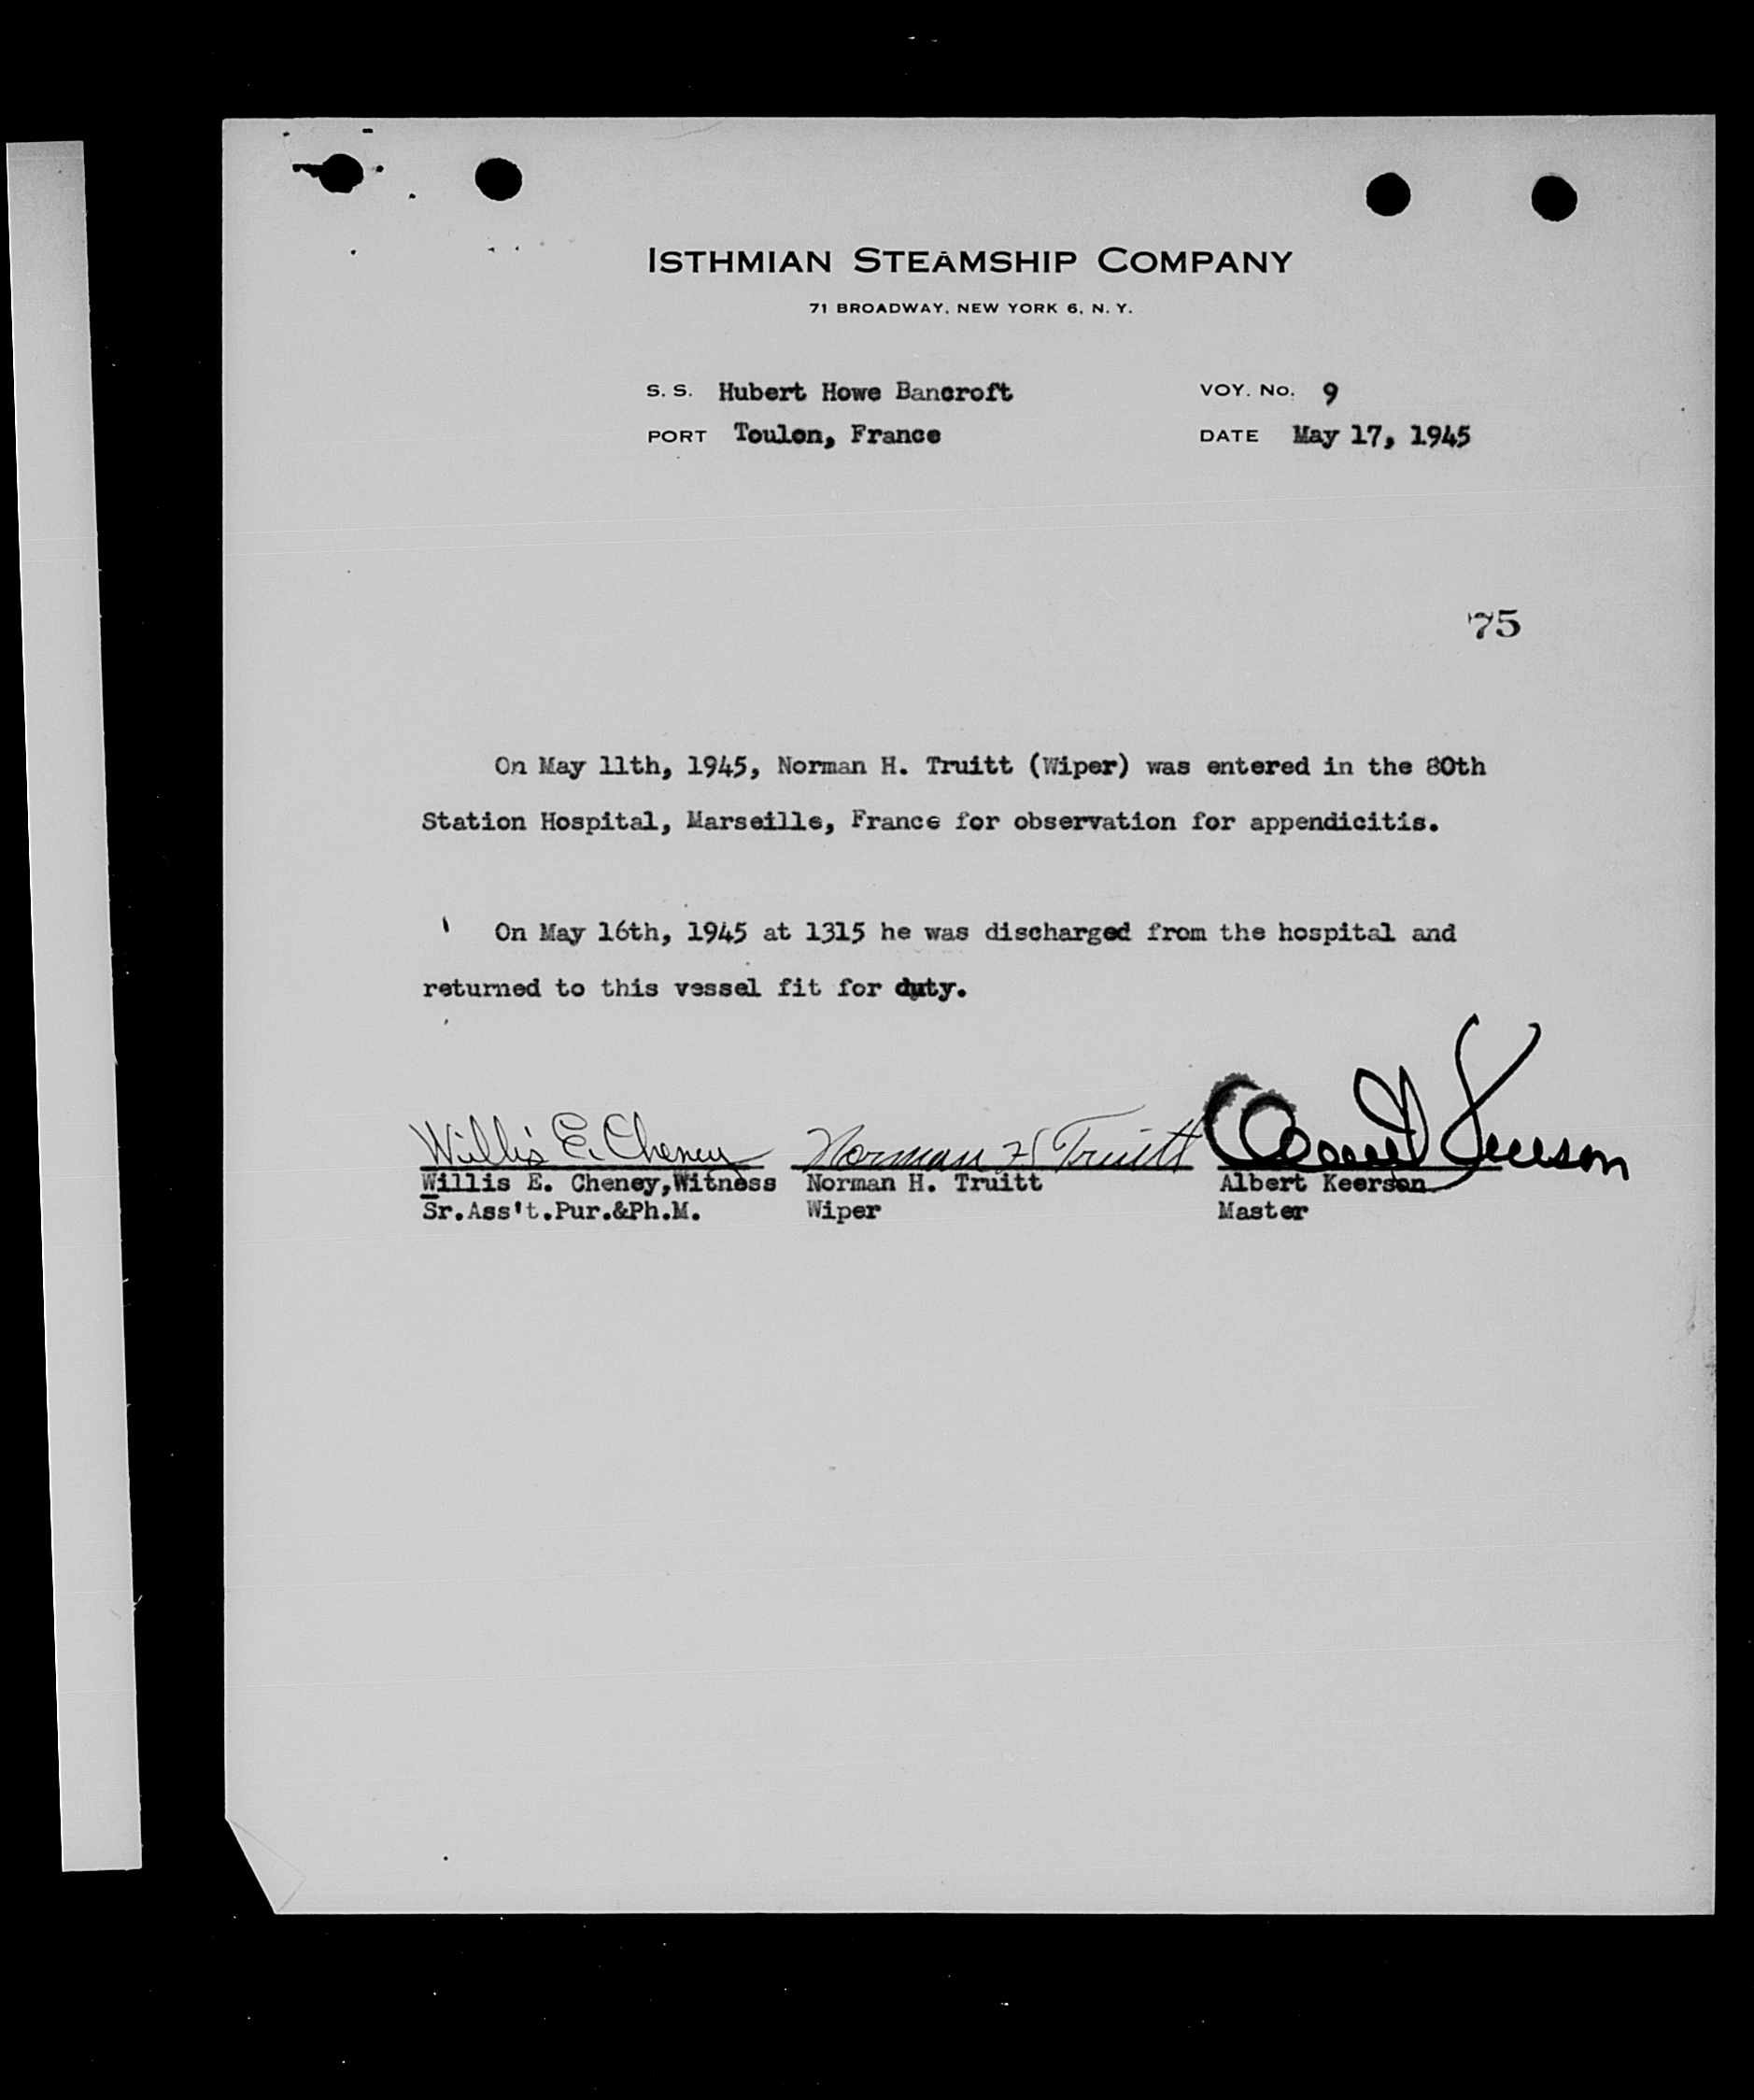 ISTHMIAN STEAMSHIP COMPANY
71 BROADWAY, NEW YORK 6, N. Y.
S. S. Hubert Howe Bancroft VOY. No. 9
PORT Toulon, France DATE May 17, 1945
75
On May 11th, 1945, Norman H. Truitt (Wiper) was entered in the 80th
Station Hospital, Marseille, France for observation for appendicitis.
On May 16th, 1945 at 1315 he was discharged from the hospital and
returned to this vessel fit for duty.
Willis E. Cheney Norman H Truitt Albert Keerson
Willis E. Cheney,Witness Norman H. Truitt Albert Keerson
Sr.Ass't.Pur.&Ph.M. Wiper Master